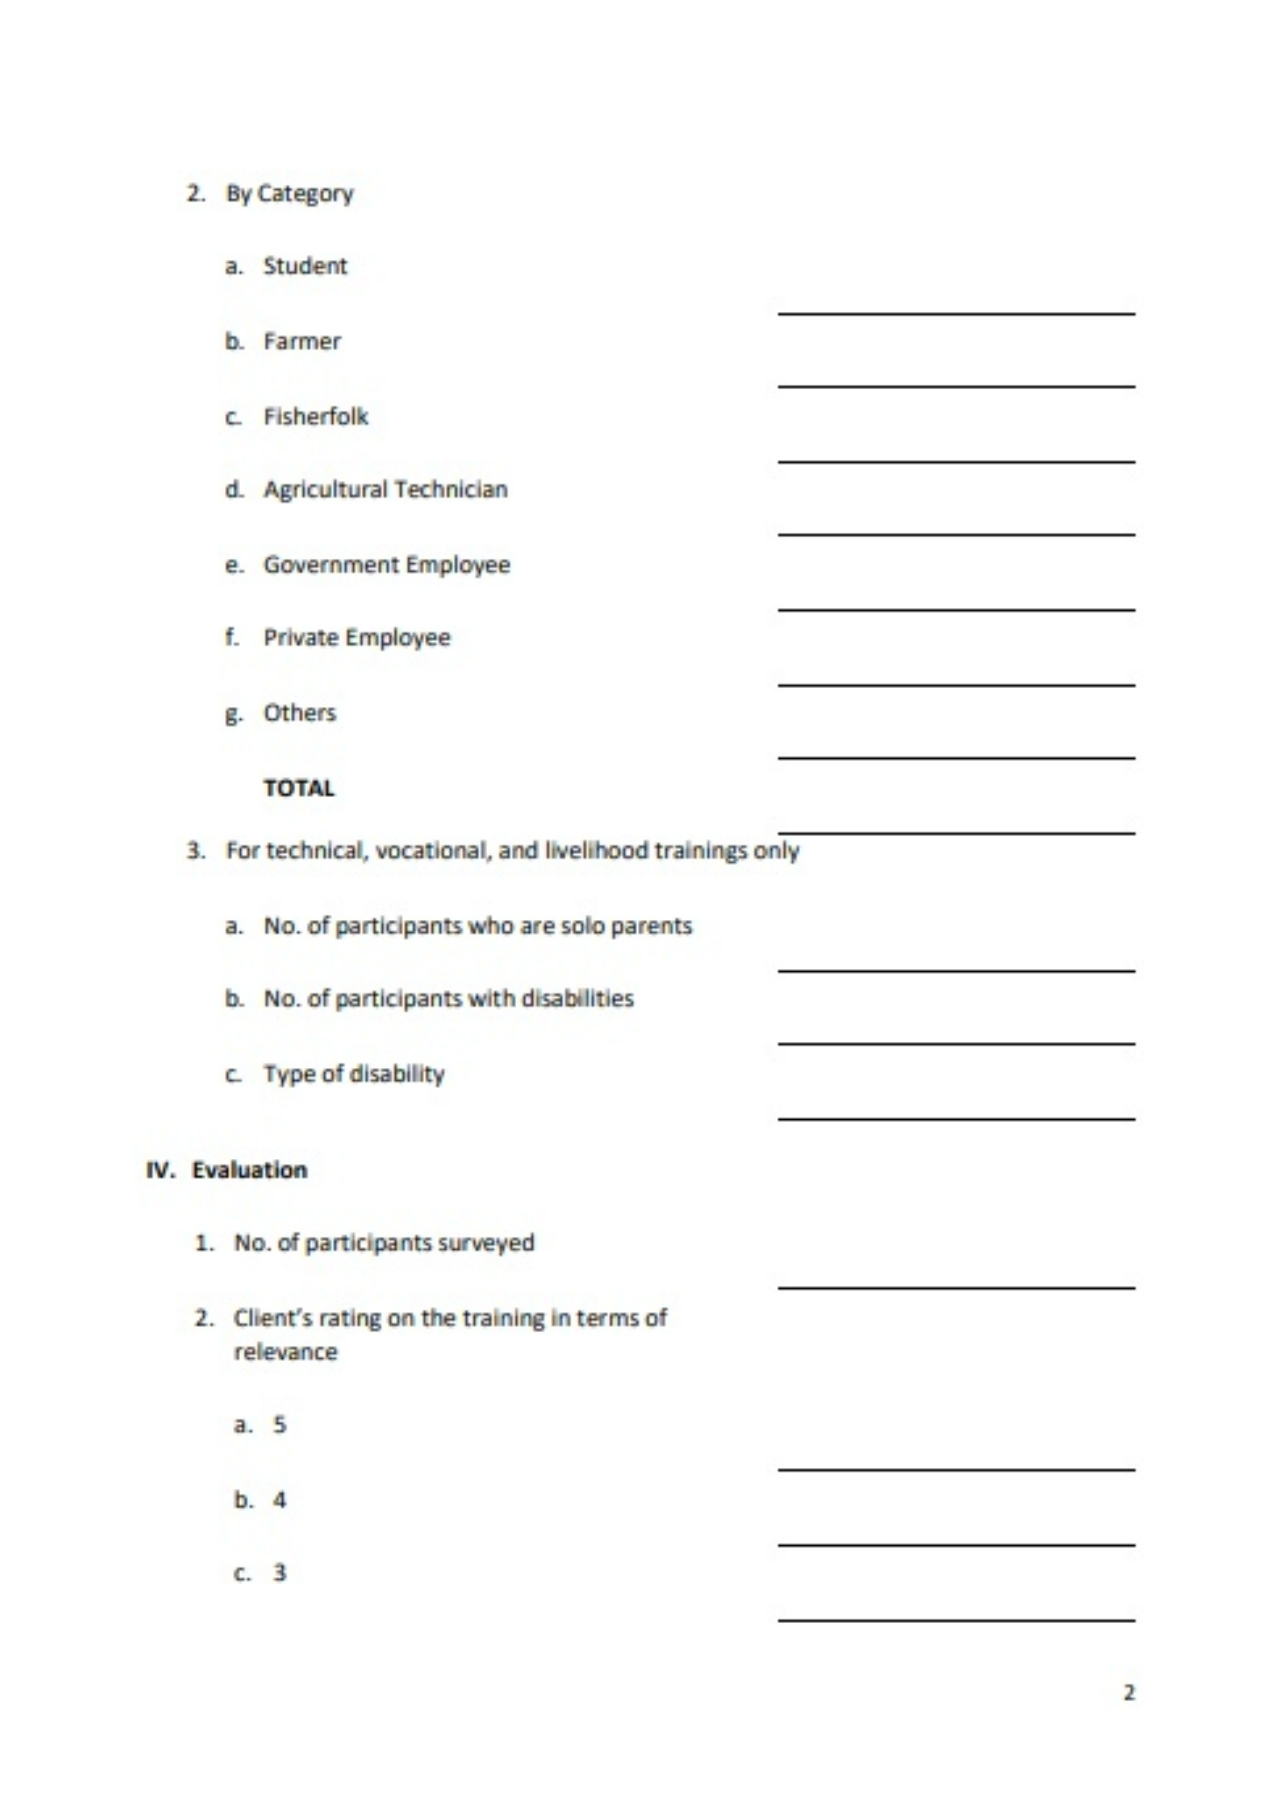 2. By Category
a. Student
b. Farmer
c. Fisherfolk
d. Agricultural Technician
e. Government Employee
f. Private Employee
g. Others
TOTAL
3. For technical, vocational, and livelihood trainings only
a. No. of participants who are solo parents
b. No. of participants with disabilities
c. Type of disability
IV. Evaluation
1. No. of participants surveyed
2. Client's rating on the training in terms of
relevance
a. 5
b. 4
c. 3
2